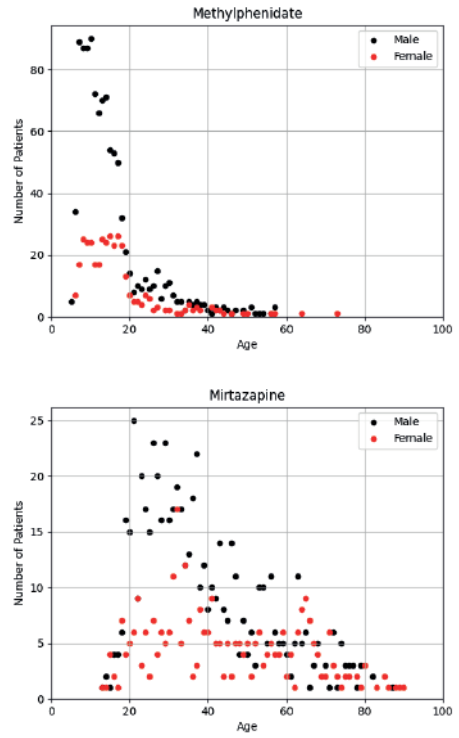 Methylphenidate
Male
Female
80
60
40
20
0
Number of Patients
0 20 40 60 80 100
Age
Mirtazapine
Male
Female
25
20
15
10
5
0
Number of Patients
0 20 40 60 80 100
Age